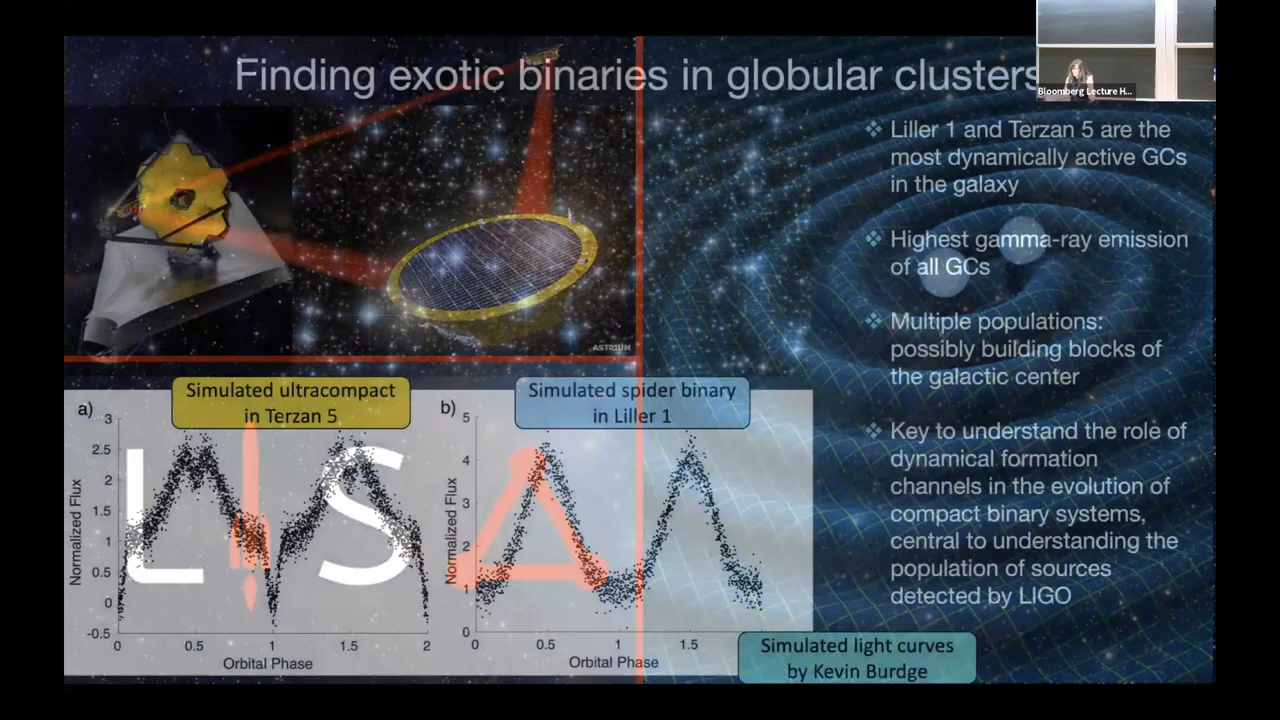 Finding exotic binaries in globular clusters
Bloomberg Lecture H...
❖ Liller 1 and Terzan 5 are the
most dynamically active GCs
in the galaxy
❖ Highest gamma-ray emission
of all GCs
❖ Multiple populations:
possibly building blocks of
the galactic center
❖ Key to understand the role of
dynamical formation
channels in the evolution of
compact binary systems,
central to understanding the
population of sources
detected by LIGO
ASTRIUM
Simulated ultracompact
in Terzan 5
Simulated spider binary
in Liller 1
a)
3
2.5
2
1.5
1
0.5
0
-0.5
Normalized Flux
0 0.5 1 1.5 2
Orbital Phase
b)
5
4
3
2
1
0
Normalized Flux
0 0.5 1 1.5
Orbital Phase
LISA
Simulated light curves
by Kevin Burdge